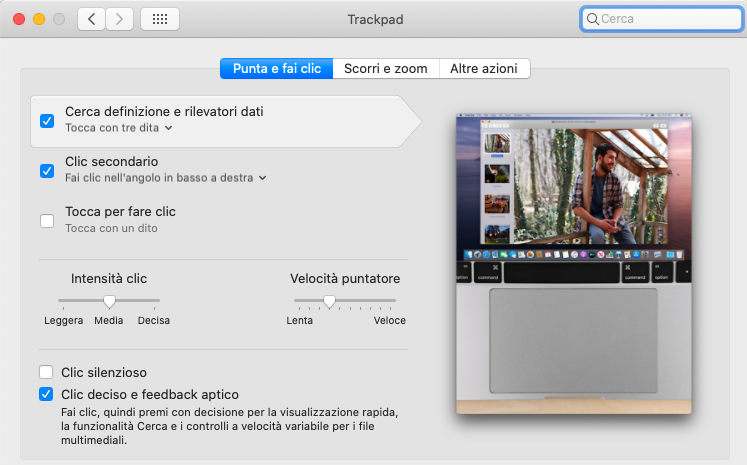 Trackpad
Cerca
Punta e fai clic
Scorri e zoom
Altre azioni
Cerca definizione e rilevatori dati
Tocca con tre dita
Clic secondario
Fai clic nell'angolo in basso a destra
Tocca per fare clic
Tocca con un dito
Intensità clic
Velocità puntatore
Leggera Media Decisa
Lenta Veloce
Clic silenzioso
Clic deciso e feedback aptico
Fai clic, quindi premi con decisione per la visualizzazione rapida,
la funzionalità Cerca e i controlli a velocità variabile per i file
multimediali.
⌘ ⌘
option command command option